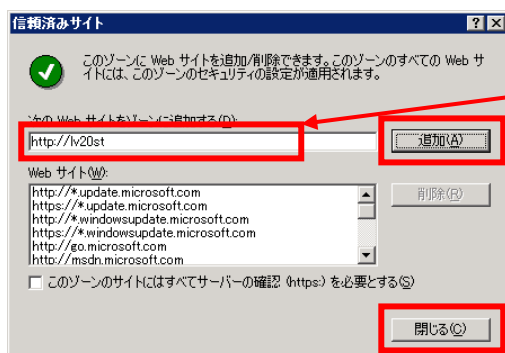 信頼済みサイト
このゾーンに Web サイトを追加/削除できます。このゾーンのすべての Web サ
イトには、このゾーンのセキュリティの設定が適用されます。
次の Web サイトをゾーンに追加する(D):
http://lv20st
追加(A)
Web サイト(W):
http://*.update.microsoft.com
https://*.update.microsoft.com
http://*.windowsupdate.microsoft.com
https://*.windowsupdate.microsoft.com
http://go.microsoft.com
http://msdn.microsoft.com
削除(R)
このゾーンのサイトにはすべてサーバーの確認 (https:) を必要とする(S)
閉じる(C)